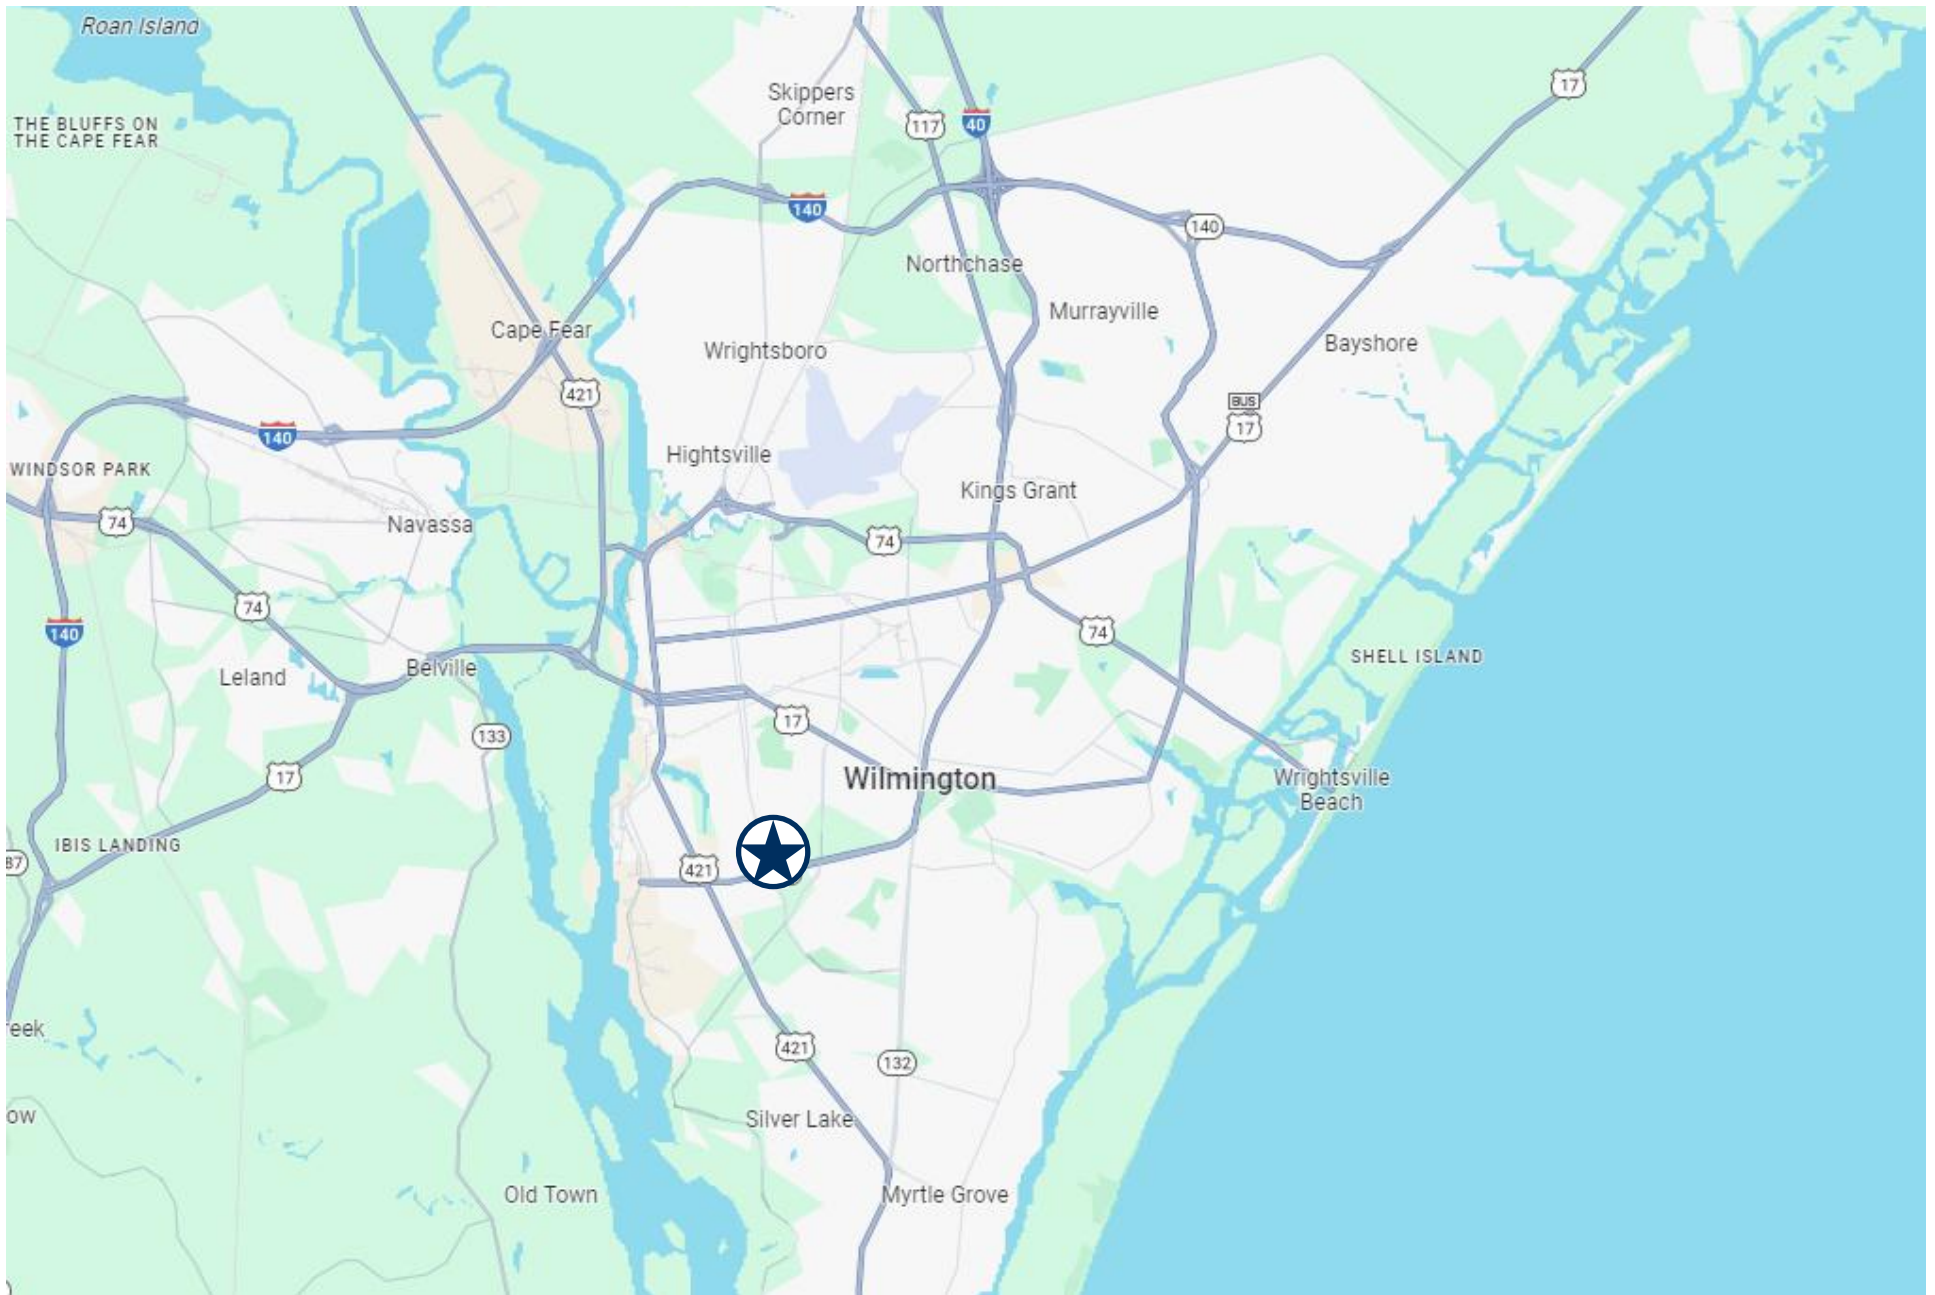 Roan Island
17
Skippers
Corner
THE BLUFFS ON
THE CAPE FEAR
117
40
140
140
Northchase
Murrayville
Cape Fear
Bayshore
Wrightsboro
421
BUS
17
140
Hightsville
WINDSOR PARK
Kings Grant
74
Navassa
74
74
140
74
SHELL ISLAND
Belville
Leland
17
133
17
Wilmington
Wrightsville
Beach
IBIS LANDING
87
421
reek
421
132
ow
Silver Lake
Old Town
Myrtle Grove